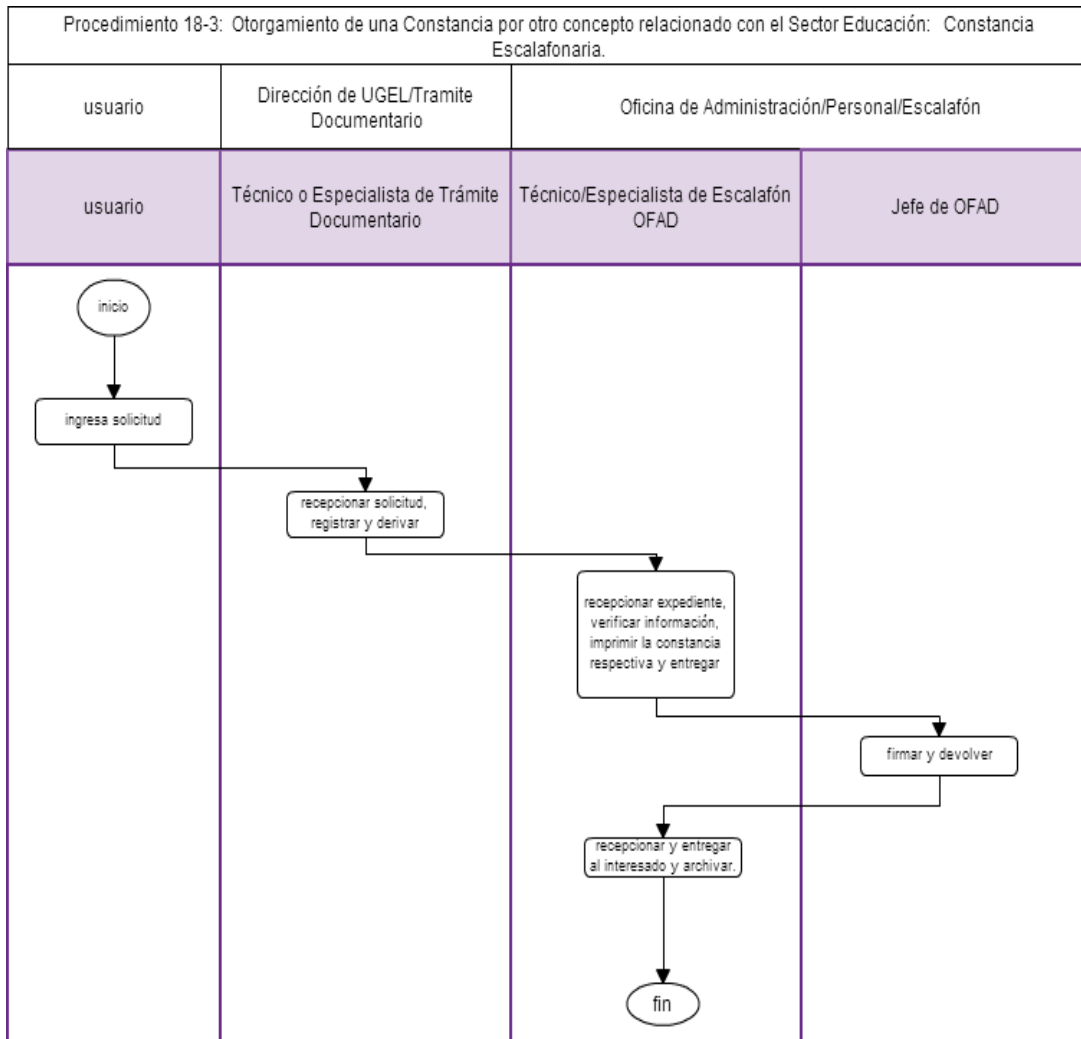 Procedimiento 18-3: Otorgamiento de una Constancia por otro concepto relacionado con el Sector Educación: Constancia
Escalafonaria.
usuario
Dirección de UGEL/Tramite
Documentario
Oficina de Administración/Personal/Escalafón
usuario
Técnico o Especialista de Trámite
Documentario
Técnico/Especialista de Escalafón
OFAD
Jefe de OFAD
inicio
ingresa solicitud
recepcionar solicitud,
registrar y derivar
recepcionar expediente,
verificar información,
imprimir la constancia
respectiva y entregar
firmar y devolver
recepcionar y entregar
al interesado y archivar.
fin